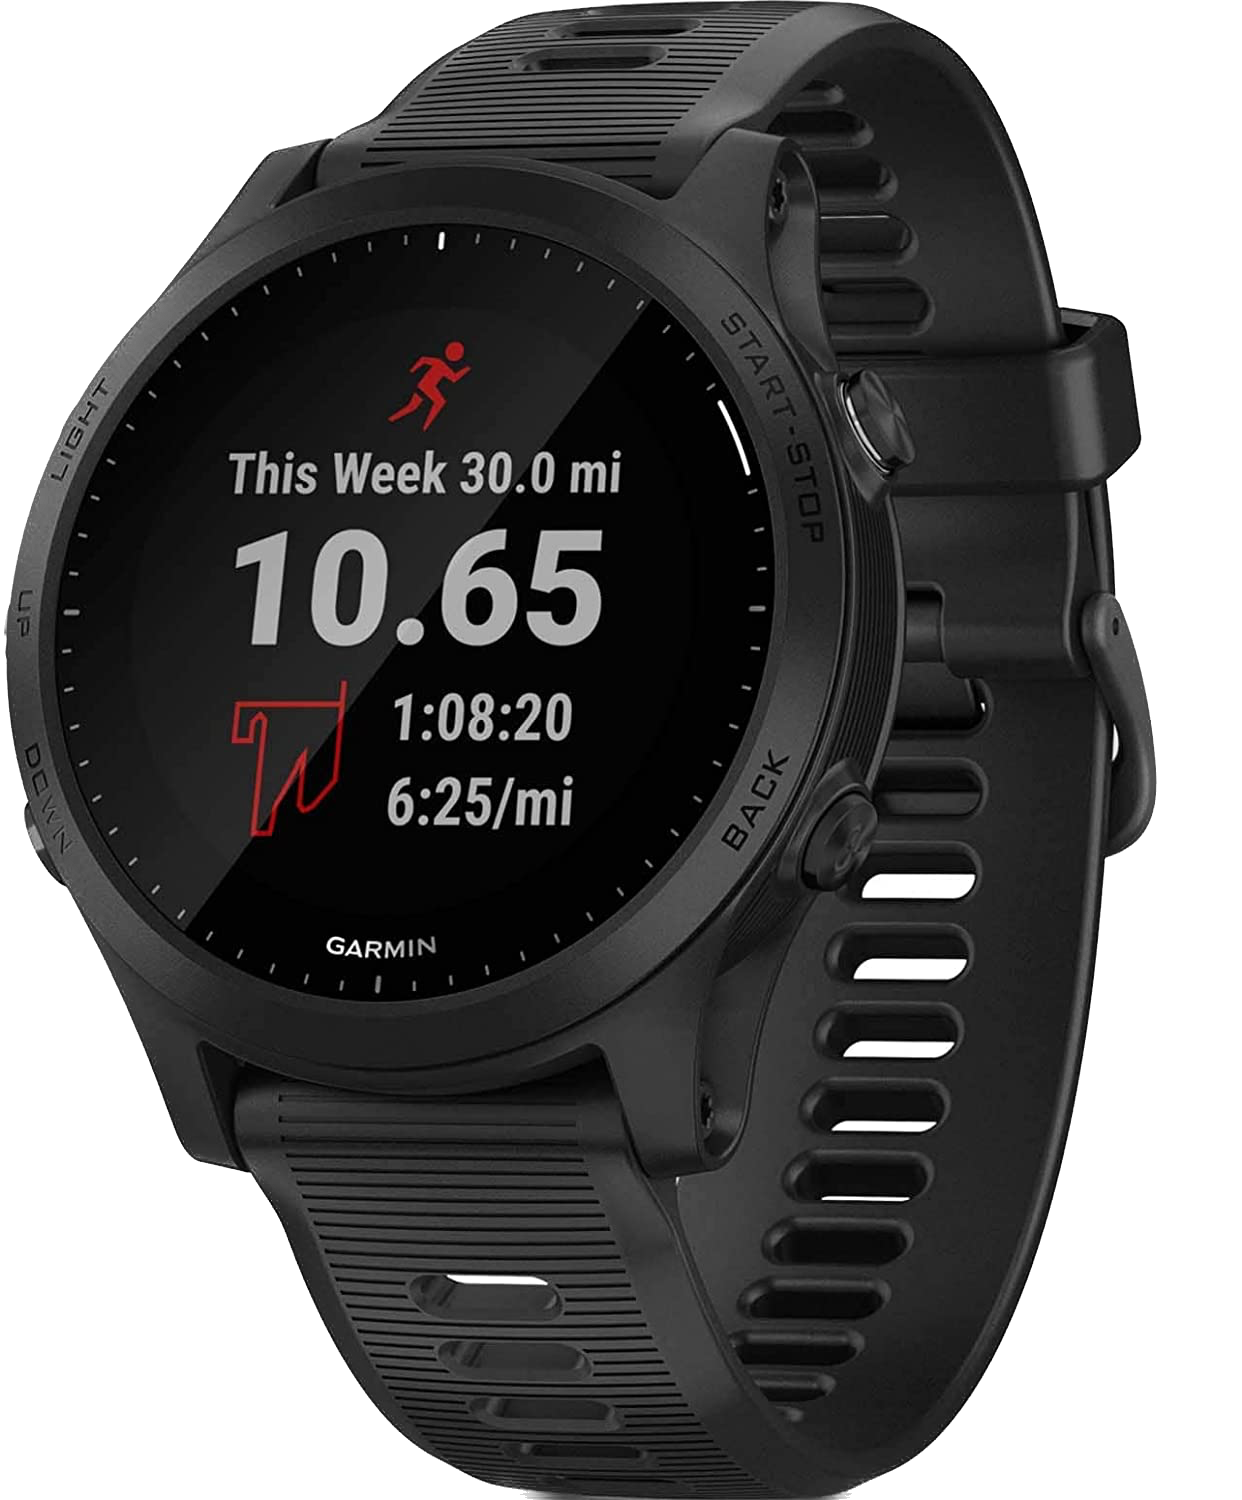 This Week 30.0 mi
10.65
1:08:20
6:25/mi
GARMIN
LIGHT
UP
DOWN
START-STOP
BACK